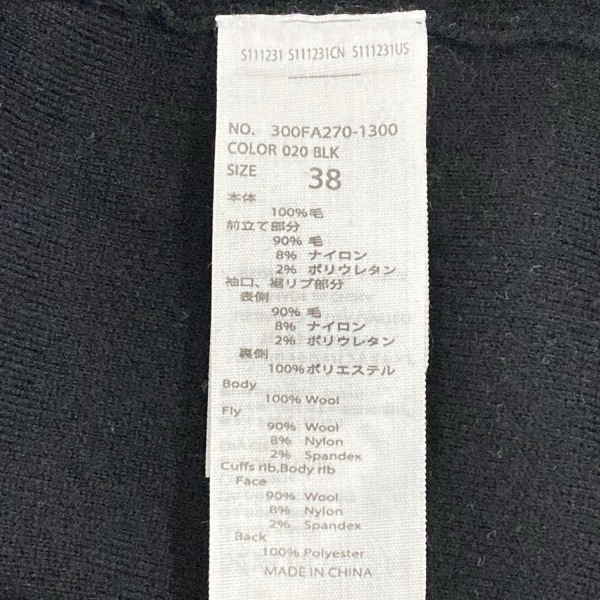 S111231 S111231CN S111231US
NO. 300FA270-1300
COLOR 020 BLK
SIZE 38
本体
100%毛
前立て部分
90% 毛
8% ナイロン
2% ポリウレタン
袖口、裾リブ部分
表側
90% 毛
8% ナイロン
2% ポリウレタン
裏側
100%ポリエステル
Body
100% Wool
Fly
90% Wool
8% Nylon
2% Spandex
Cuffs rib,Body rib
Face
90% Wool
8% Nylon
2% Spandex
Back
100% Polyester
MADE IN CHINA